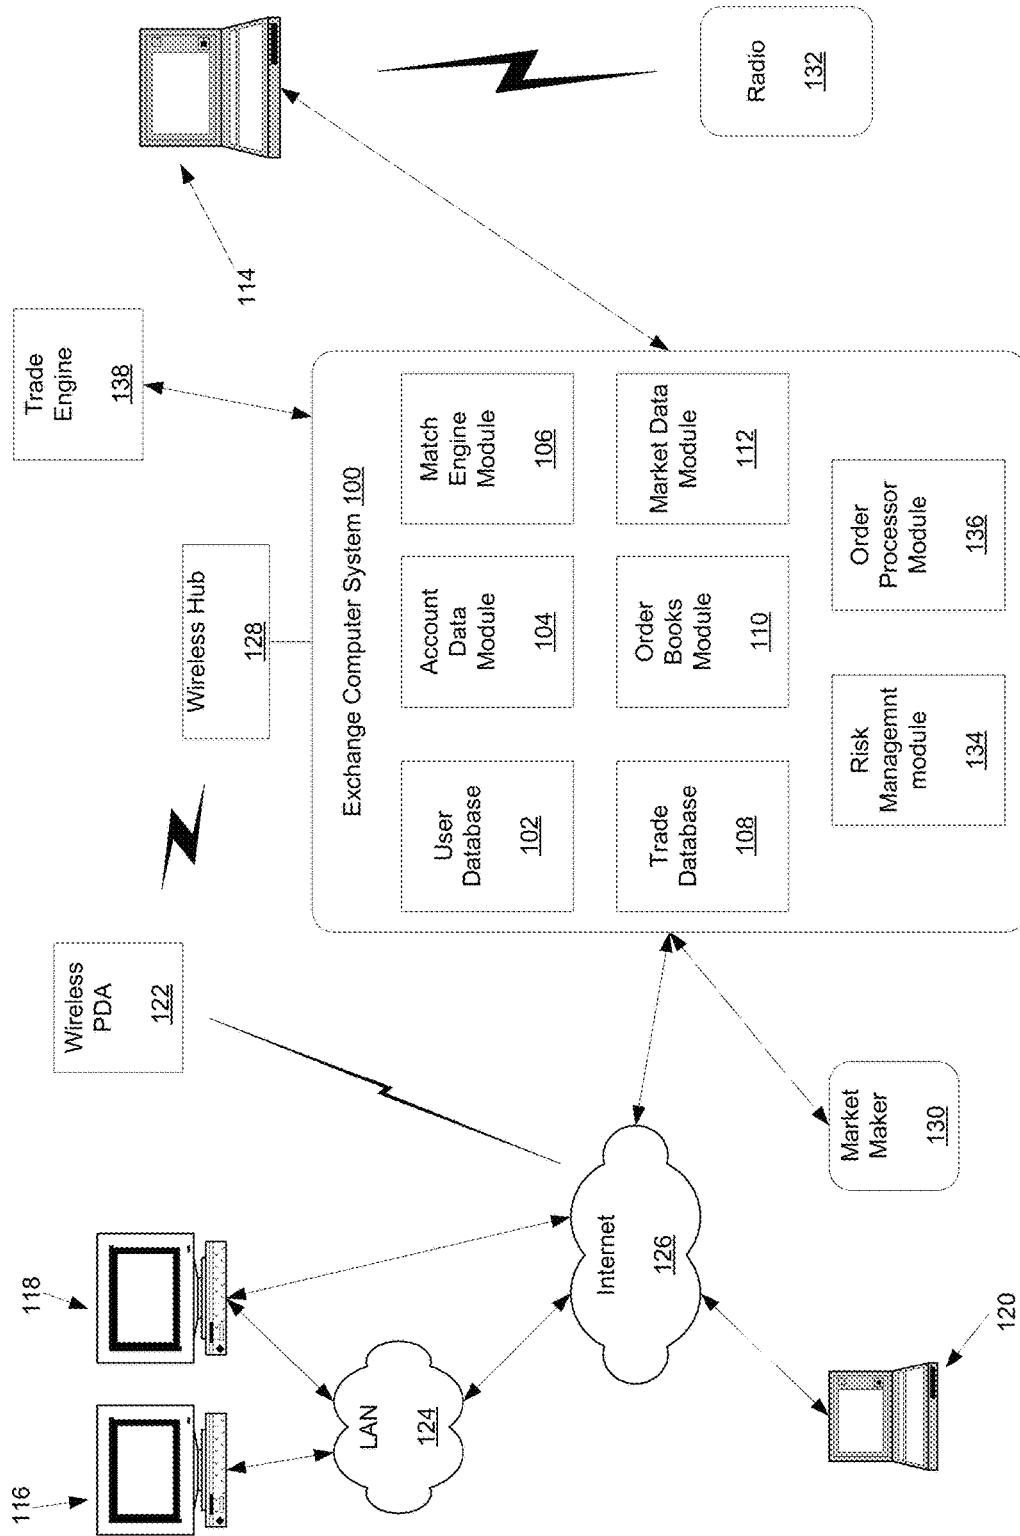 116
118
Wireless
PDA
122
Wireless Hub
128
Trade
Engine
138
114
LAN
124
Internet
126
120
Market
Maker
130
Exchange Computer System 100
User
Database
102
Account
Data
Module
104
Match
Engine
Module
106
Trade
Database
108
Order
Books
Module
110
Market Data
Module
112
Risk
Managemnt
module
134
Order
Processor
Module
136
Radio
132